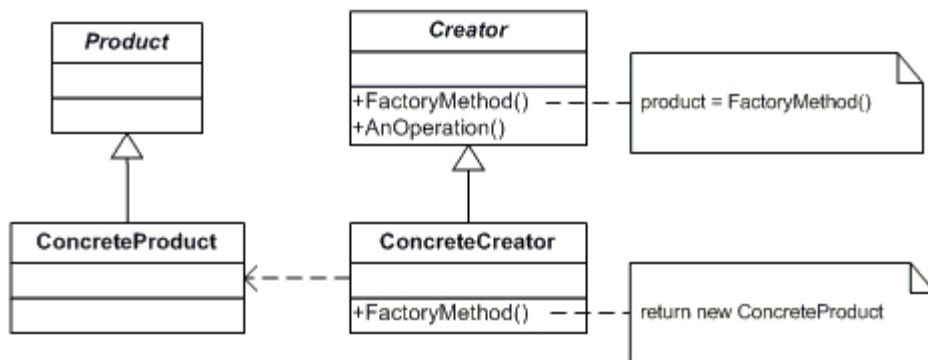 Product
Creator
+FactoryMethod()
+AnOperation()
product = FactoryMethod()
ConcreteProduct
ConcreteCreator
+FactoryMethod()
return new ConcreteProduct